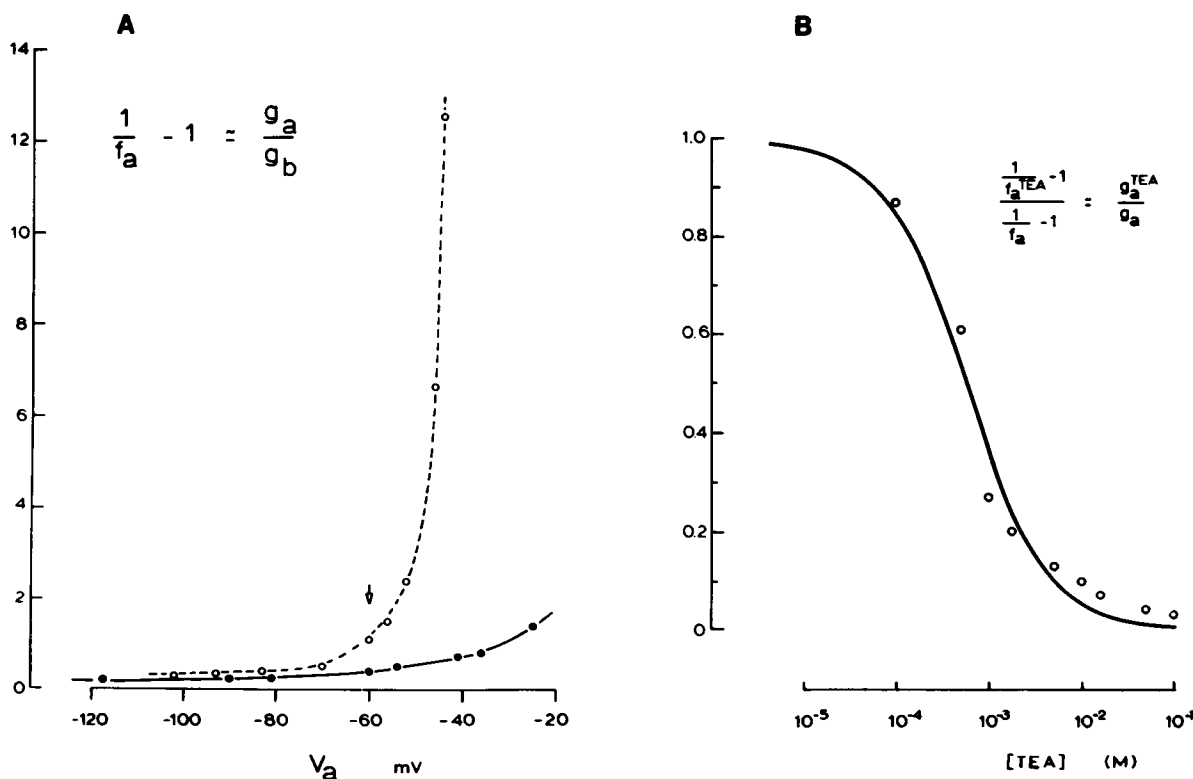 A
14
12
10
8
6
4
2
0
1/fa - 1 ≃ ga/gb
-120 -100 -80 -60 -40 -20
Va mV
B
1.0
0.8
0.6
0.4
0.2
0
(1/fa^TEA - 1)/(1/fa - 1) = ga^TEA/ga
10^-5 10^-4 10^-3 10^-2 10^-1
[TEA] (M)